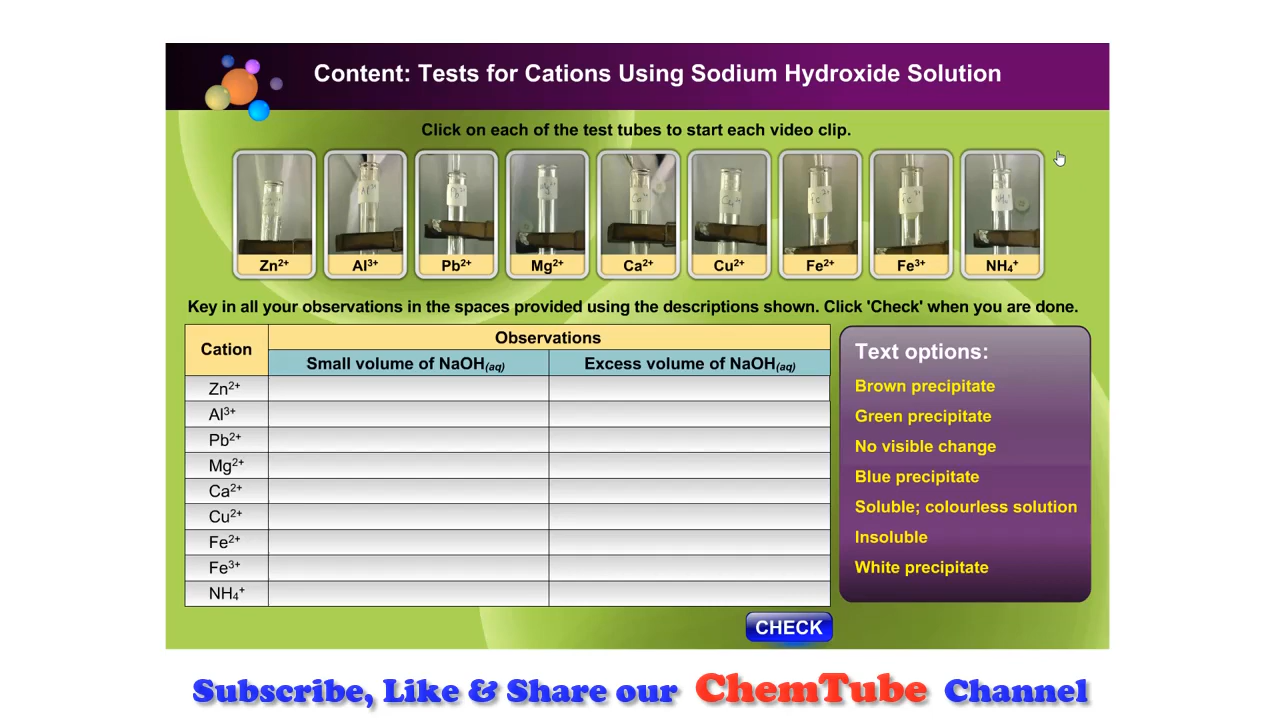 Content: Tests for Cations Using Sodium Hydroxide Solution
Click on each of the test tubes to start each video clip.
Zn²⁺ Al³⁺ Pb²⁺ Mg²⁺ Ca²⁺ Cu²⁺ Fe²⁺ Fe³⁺ NH₄⁺
Key in all your observations in the spaces provided using the descriptions shown. Click 'Check' when you are done.
Cation
Observations
Small volume of NaOH(aq) Excess volume of NaOH(aq)
Zn²⁺
Al³⁺
Pb²⁺
Mg²⁺
Ca²⁺
Cu²⁺
Fe²⁺
Fe³⁺
NH₄⁺
Text options:
Brown precipitate
Green precipitate
No visible change
Blue precipitate
Soluble; colourless solution
Insoluble
White precipitate
CHECK
Subscribe, Like & Share our ChemTube Channel